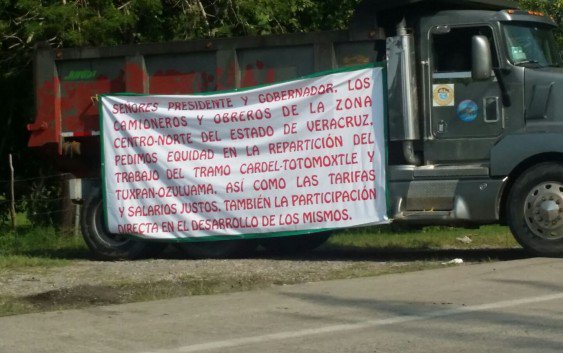 SEÑORES PRESIDENTE Y GOBERNADOR, LOS
CAMIONEROS Y OBREROS DE LA ZONA
CENTRO-NORTE DEL ESTADO DE VERACRUZ,
PEDIMOS EQUIDAD EN LA REPARTICIÓN DEL
TRABAJO DEL TRAMO CARDEL-TOTOMOXTLE Y
TUXPAN-OZULUAMA. ASÍ COMO LAS TARIFAS
Y SALARIOS JUSTOS. TAMBIÉN LA PARTICIPACIÓN
DIRECTA EN EL DESARROLLO DE LOS MISMOS.